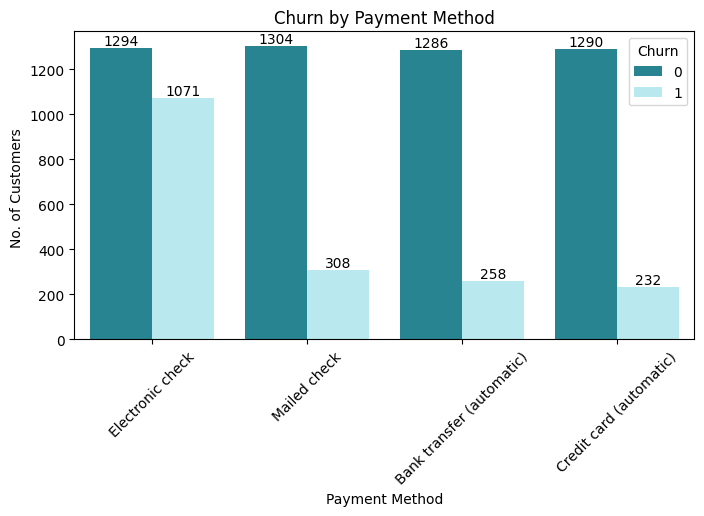 Churn by Payment Method
No. of Customers
1200
1000
800
600
400
200
0
1294
1071
1304
308
1286
258
1290
232
Churn
0
1
Electronic check
Mailed check
Bank transfer (automatic)
Credit card (automatic)
Payment Method